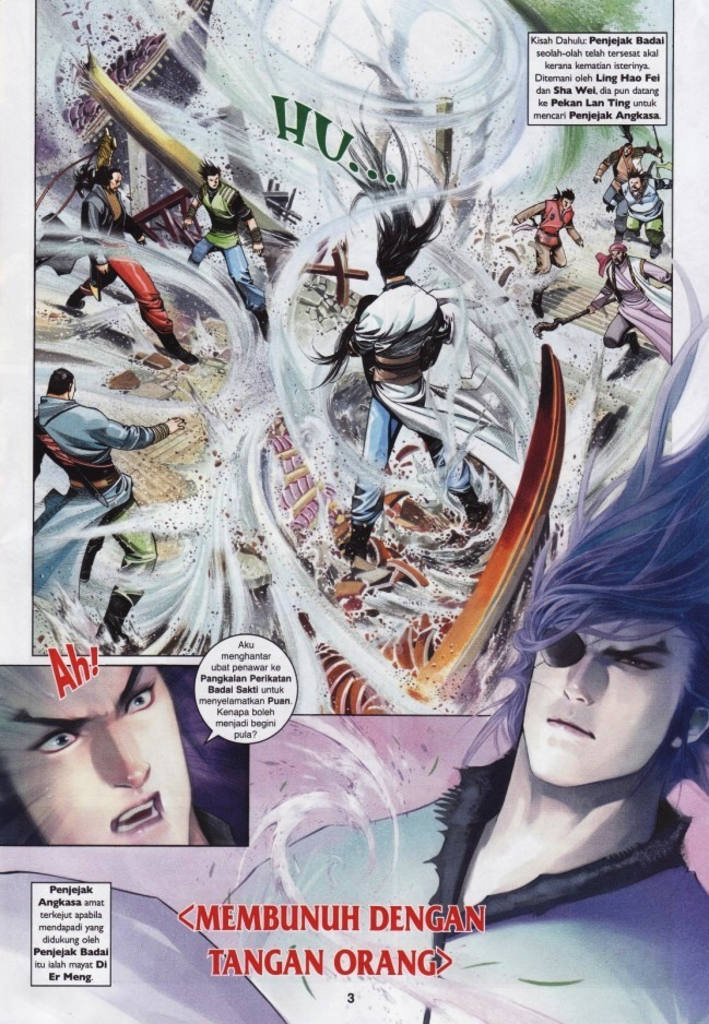 Kisah Dahulu: Penjejak Badai
seolah-olah telah tersesat akal
kerana kematian isterinya.
Ditemani oleh Ling Hao Fei
dan Sha Wei, dia pun datang
ke Pekan Lan Ting untuk
mencari Penjejak Angkasa.
HU...
Ah!
Aku
menghantar
ubat penawar ke
Pangkalan Perikatan
Badai Sakti untuk
menyelamatkan Puan.
Kenapa boleh
menjadi begini
pula?
Penjejak
Angkasa amat
terkejut apabila
mendapadi yang
didukung oleh
Penjejak Badai
itu ialah mayat Di
Er Meng.
<MEMBUNUH DENGAN
TANGAN ORANG>
3